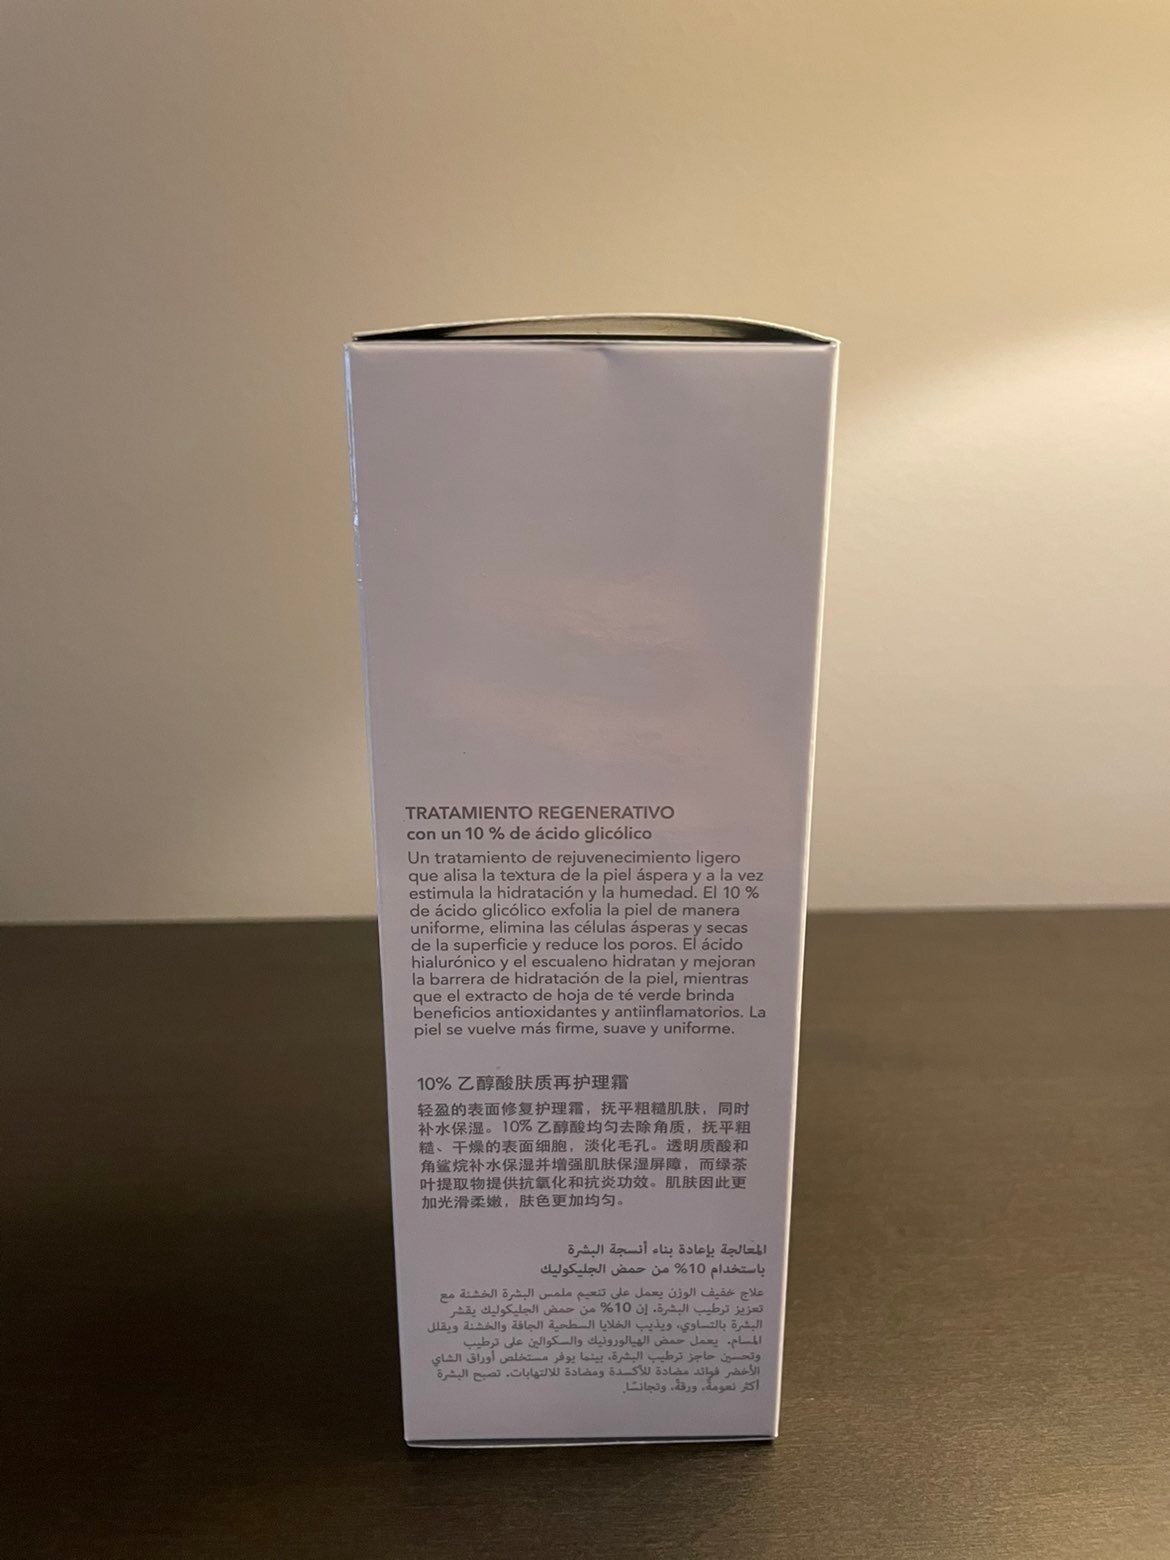 TRATAMIENTO REGENERATIVO
con un 10 % de ácido glicólico
Un tratamiento de rejuvenecimiento ligero
que alisa la textura de la piel áspera y a la vez
estimula la hidratación y la humedad. El 10 %
de ácido glicólico exfolia la piel de manera
uniforme, elimina las células ásperas y secas
de la superficie y reduce los poros. El ácido
hialurónico y el escualeno hidratan y mejoran
la barrera de hidratación de la piel, mientras
que el extracto de hoja de té verde brinda
beneficios antioxidantes y antiinflamatorios. La
piel se vuelve más firme, suave y uniforme.
10% 乙醇酸肤质再护理霜
轻盈的表面修复护理霜，抚平粗糙肌肤，同时
补水保湿。10% 乙醇酸均匀去除角质，抚平粗
糙、干燥的表面细胞，淡化毛孔。透明质酸和
角鲨烷补水保湿并增强肌肤保湿屏障，而绿茶
叶提取物提供抗氧化和抗炎功效。肌肤因此更
加光滑柔嫩，肤色更加均匀。
المعالجة بإعادة بناء أنسجة البشرة
باستخدام 10% من حمض الجليكوليك
علاج خفيف الوزن يعمل على تنعيم ملمس البشرة الخشنة مع
تعزيز ترطيب البشرة. إن 10% من حمض الجليكوليك يقشر
البشرة بالتساوي، ويذيب الخلايا السطحية الجافة والخشنة ويقلل
المسام. يعمل حمض الهيالورونيك والسكوالين على ترطيب
وتحسين حاجز ترطيب البشرة، بينما يوفر مستخلص أوراق الشاي
الأخضر فوائد مضادة للأكسدة ومضادة للالتهابات. تصبح البشرة
أكثر نعومةً، ورقةً، وتجانسًا.